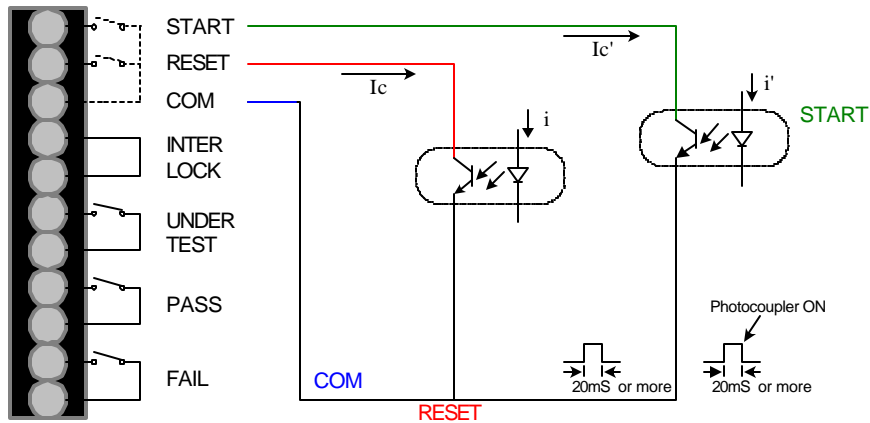 START
RESET
COM
INTER
LOCK
UNDER
TEST
PASS
FAIL
Ic
Ic'
i
i'
START
Photocoupler ON
20mS or more
20mS or more
COM
RESET